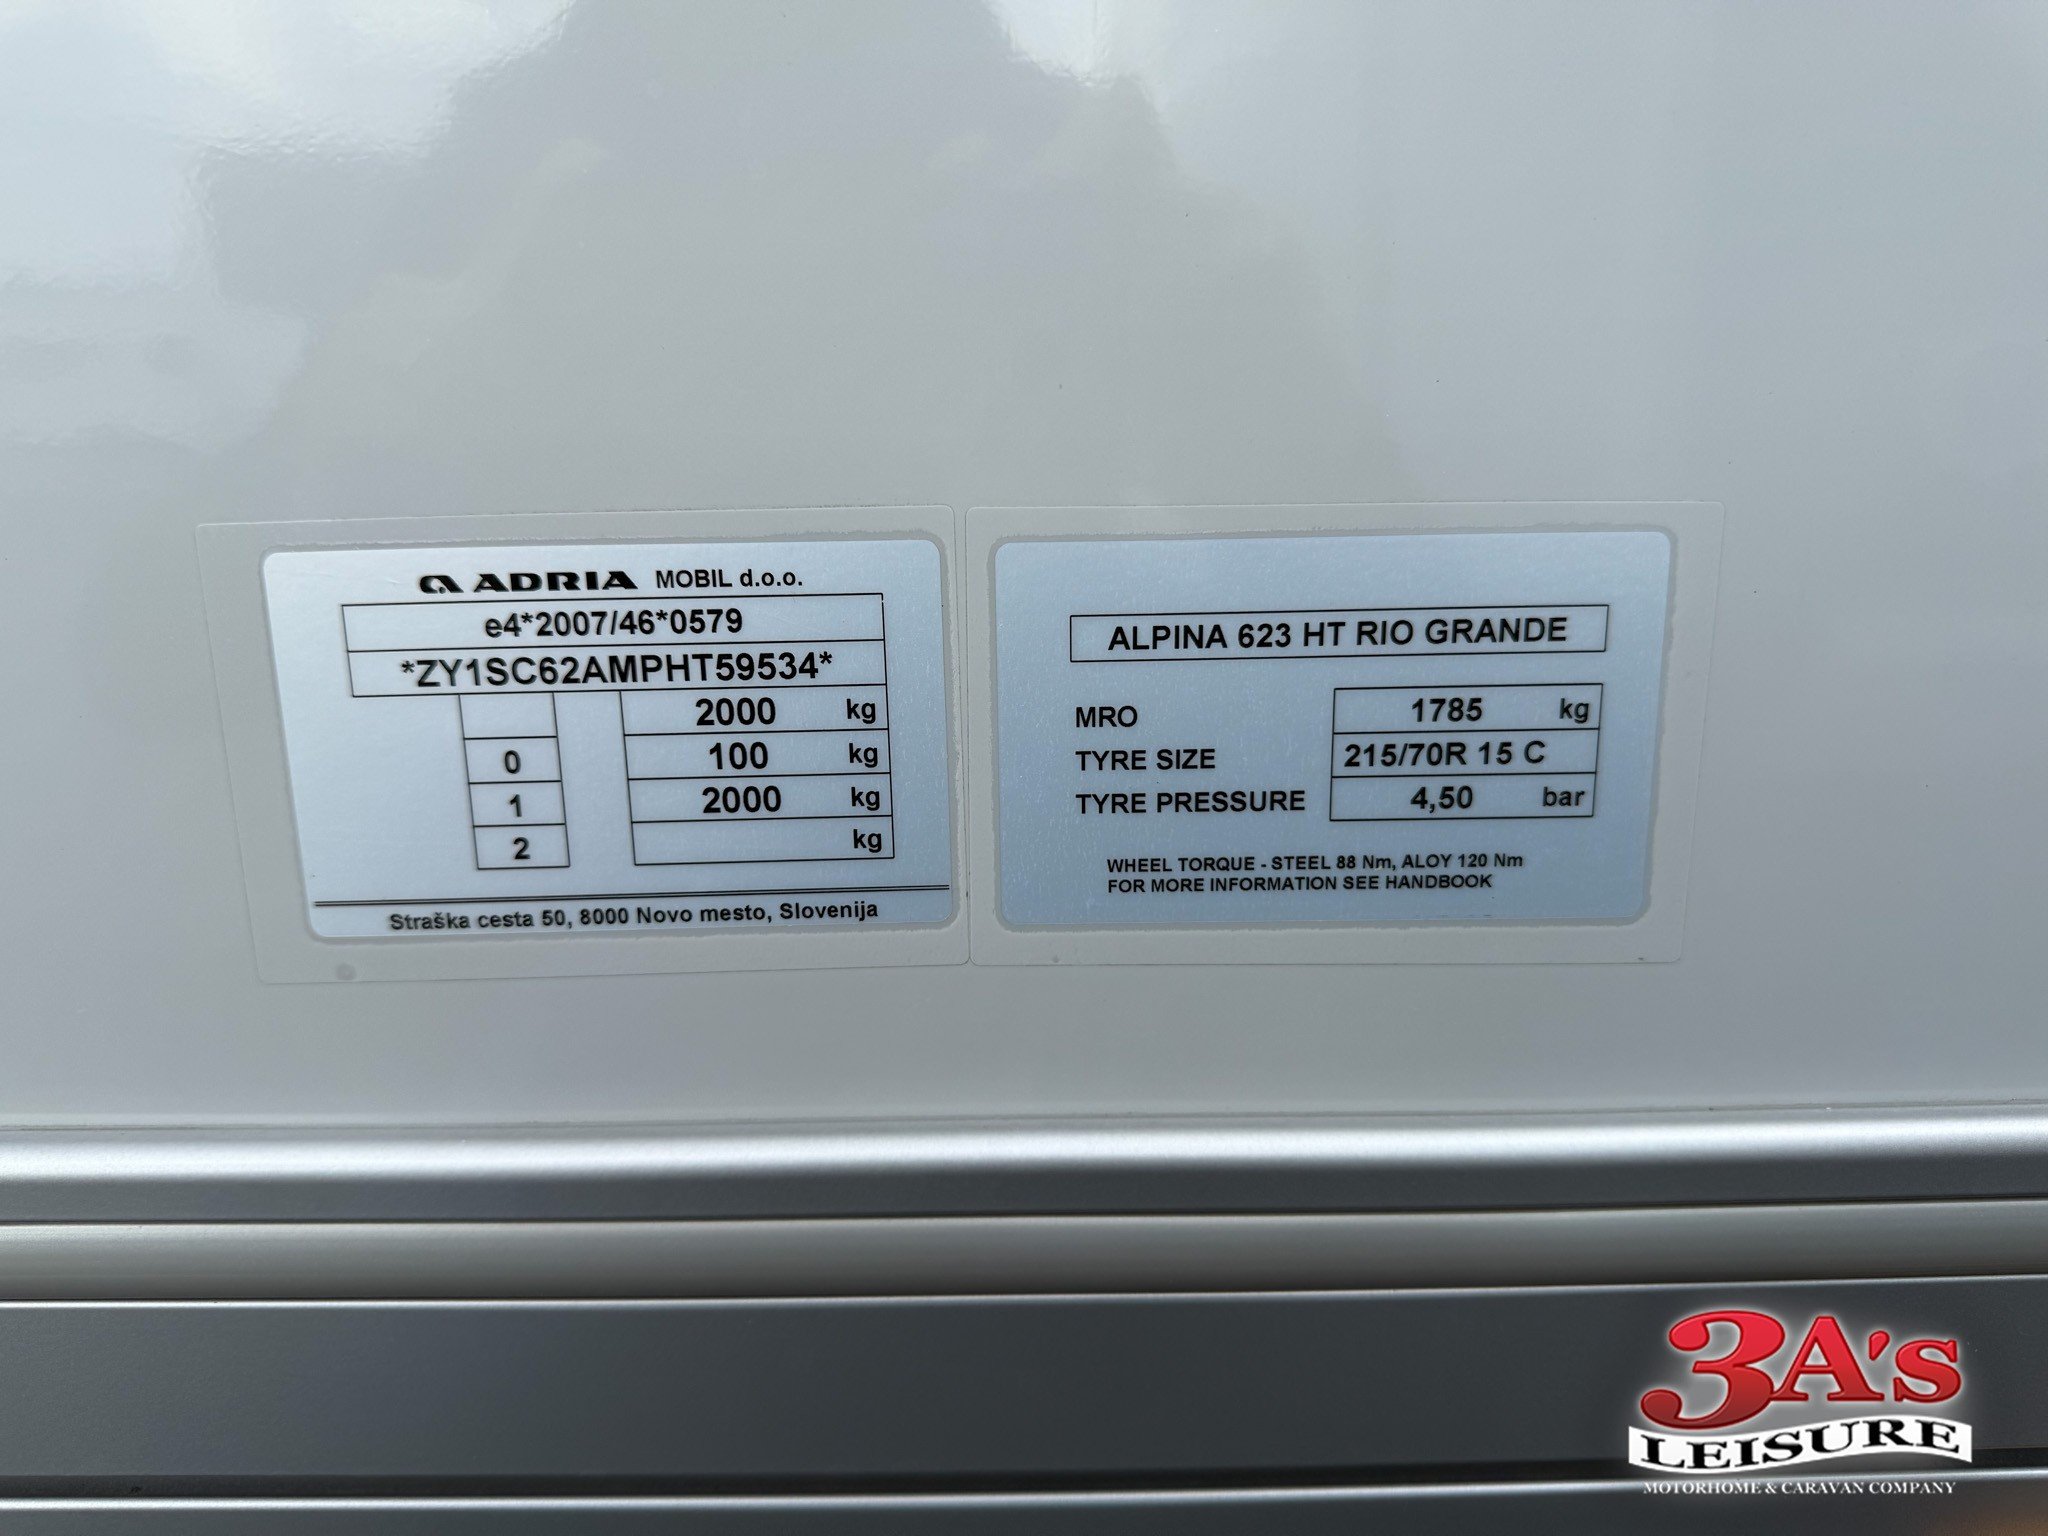 ADRIA MOBIL d.o.o.
e4*2007/46*0579
*ZY1SC62AMPHT59534*
2000 kg
0 100 kg
1 2000 kg
2 kg
Straška cesta 50, 8000 Novo mesto, Slovenija
ALPINA 623 HT RIO GRANDE
MRO 1785 kg
TYRE SIZE 215/70R 15 C
TYRE PRESSURE 4,50 bar
WHEEL TORQUE - STEEL 88 Nm, ALOY 120 Nm
FOR MORE INFORMATION SEE HANDBOOK
3A's
LEISURE
MOTORHOME & CARAVAN COMPANY